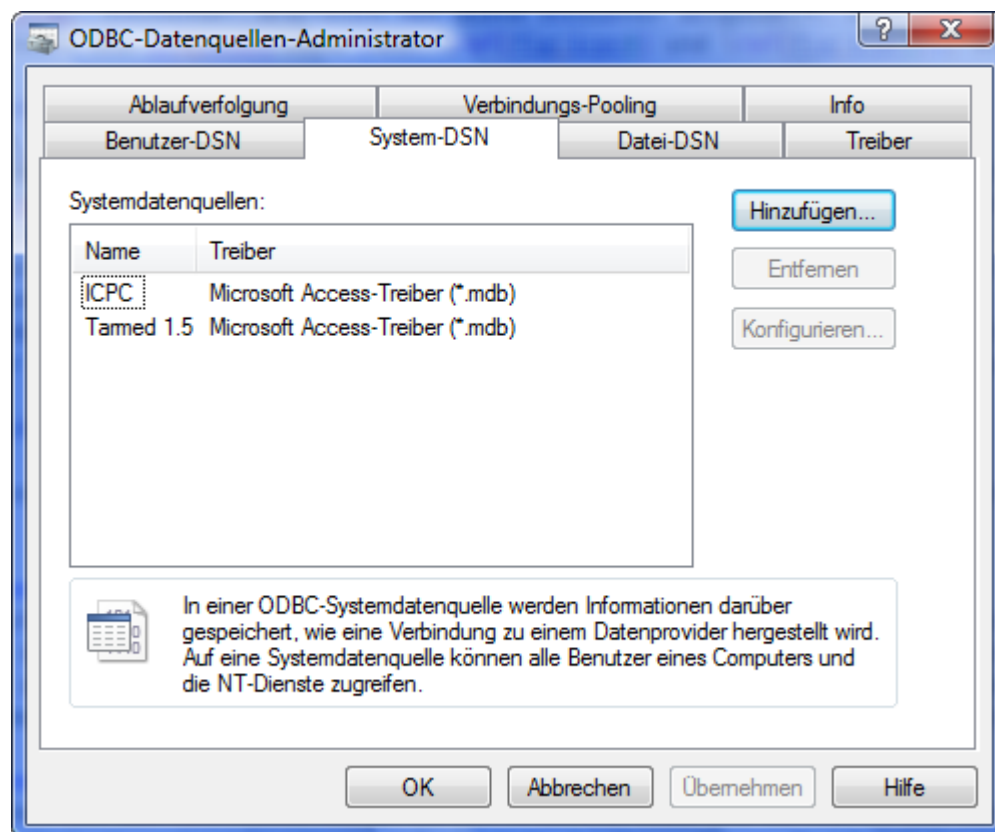 ODBC-Datenquellen-Administrator
Ablaufverfolgung Verbindungs-Pooling Info
Benutzer-DSN System-DSN Datei-DSN Treiber
Systemdatenquellen:
Hinzufügen...
Name Treiber
Entfernen
ICPC Microsoft Access-Treiber (*.mdb)
Tarmed 1.5 Microsoft Access-Treiber (*.mdb)
Konfigurieren...
In einer ODBC-Systemdatenquelle werden Informationen darüber
gespeichert, wie eine Verbindung zu einem Datenprovider hergestellt wird.
Auf eine Systemdatenquelle können alle Benutzer eines Computers und
die NT-Dienste zugreifen.
OK Abbrechen Übernehmen Hilfe